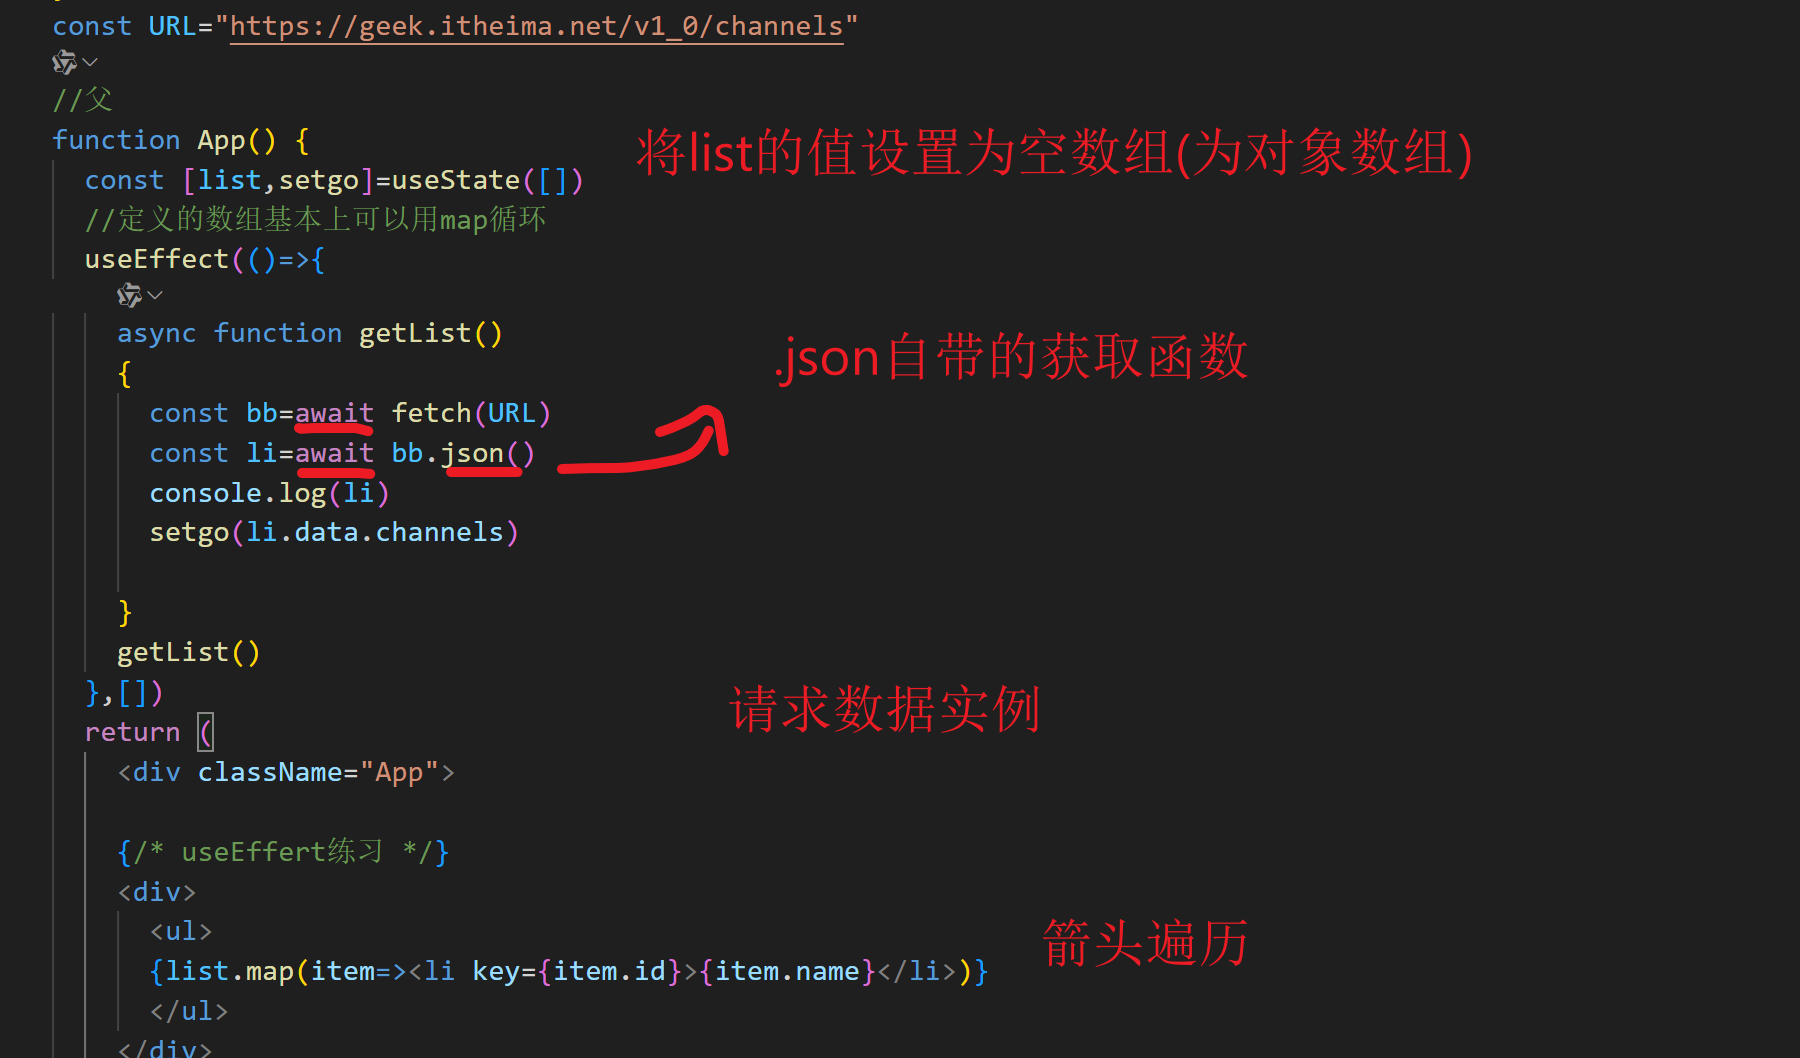 const URL="https://geek.itheima.net/v1_0/channels"
//父
function App() {
将list的值设置为空数组(为对象数组)
const [list,setgo]=useState([])
//定义的数组基本上可以用map循环
useEffect(()=>{
async function getList()
.json自带的获取函数
{
const bb=await fetch(URL)
const li=await bb.json()
console.log(li)
setgo(li.data.channels)
}
getList()
},[])
请求数据实例
return (
<div className="App">
{/* useEffert练习 */}
<div>
<ul>
箭头遍历
{list.map(item=><li key={item.id}>{item.name}</li>)}
</ul>
</div>